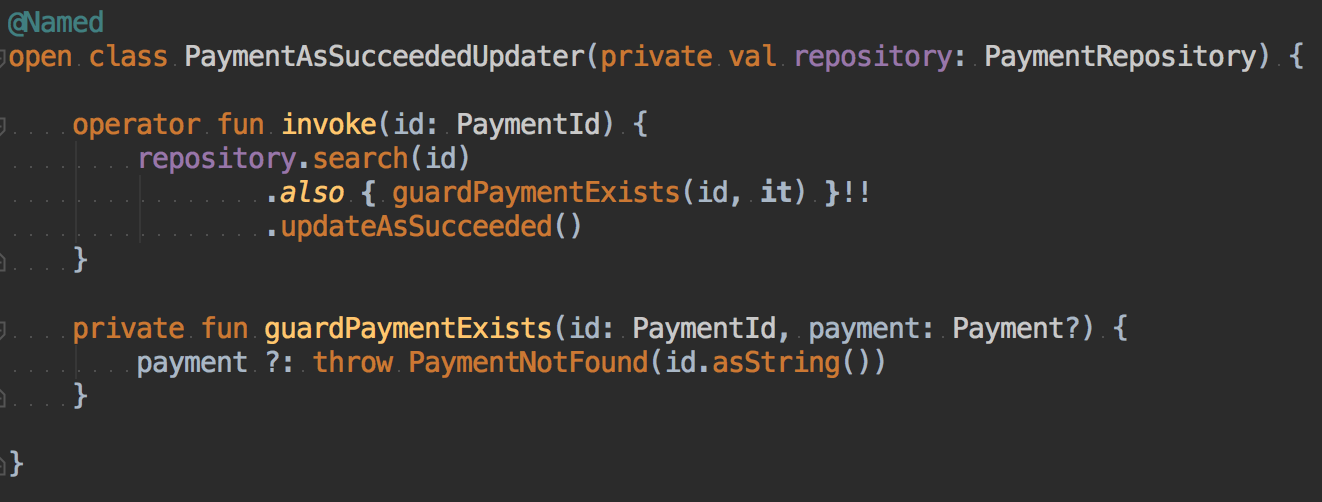 @Named
open class PaymentAsSucceededUpdater(private val repository: PaymentRepository) {
operator fun invoke(id: PaymentId) {
repository.search(id)
.also { guardPaymentExists(id, it) }!!
.updateAsSucceeded()
}
private fun guardPaymentExists(id: PaymentId, payment: Payment?) {
payment ?: throw PaymentNotFound(id.asString())
}
}